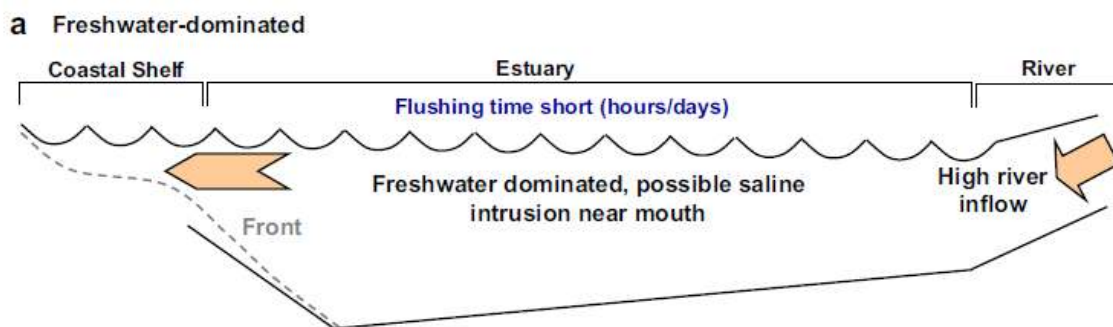 a Freshwater-dominated
Coastal Shelf Estuary River
Flushing time short (hours/days)
Freshwater dominated, possible saline
intrusion near mouth
High river
inflow
Front